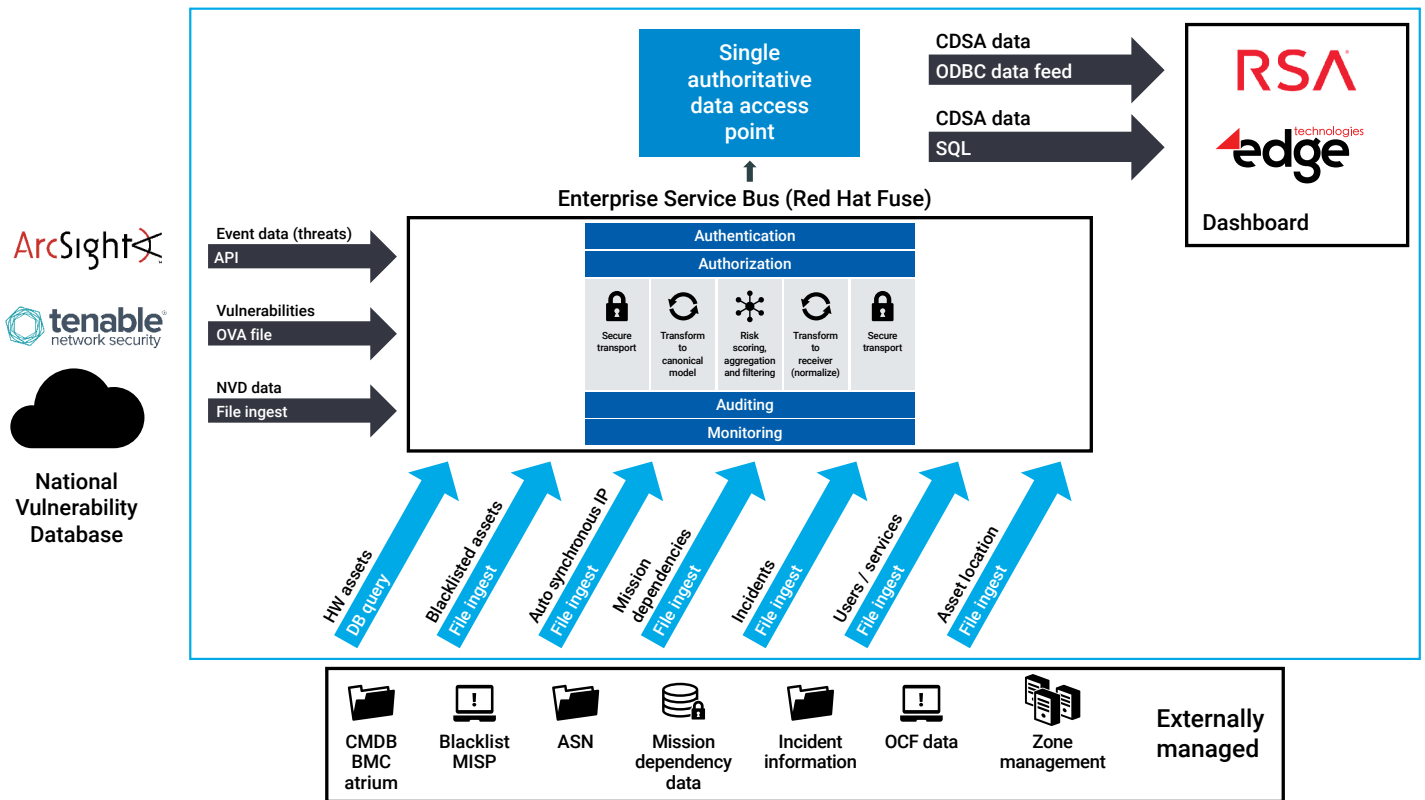 Single
authoritative
data access
point
CDSA data
ODBC data feed
CDSA data
SQL
RSA
technologies
edge
Dashboard
Enterprise Service Bus (Red Hat Fuse)
ArcSight
tenable
network security
National
Vulnerability
Database
Event data (threats)
API
Vulnerabilities
OVA file
NVD data
File ingest
Authentication
Authorization
Secure
transport
Transform
to
canonical
model
Risk
scoring,
aggregation
and filtering
Transform
to
receiver
(normalize)
Secure
transport
Auditing
Monitoring
HW assets
DB query
Blacklisted assets
File ingest
Auto synchronous IP
File ingest
Mission
dependencies
File ingest
Incidents
File ingest
Users / services
File ingest
Asset location
File ingest
CMDB
BMC
atrium
Blacklist
MISP
ASN
Mission
dependency
data
Incident
information
OCF data
Zone
management
Externally
managed